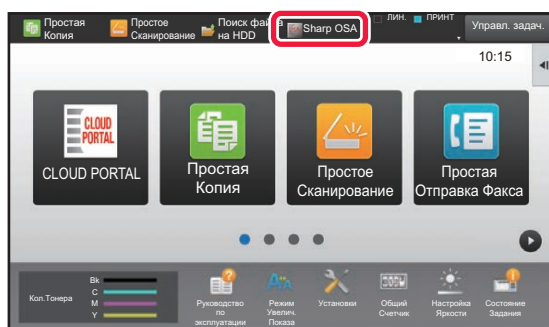 Простая
Копия
Простое
Сканирование
Поиск файла
на HDD
Sharp OSA
ЛИН.
ПРИНТ
Управл. задач.
10:15
CLOUD
PORTAL
CLOUD PORTAL
Простая
Копия
Простое
Сканирование
Простая
Отправка Факса
Кол.Тонера
Bk
C
M
Y
Руководство
по
эксплуатации
Режим
Увелич.
Показа
Установки
Общий
Счетчик
Настройка
Яркости
Состояние
Задания